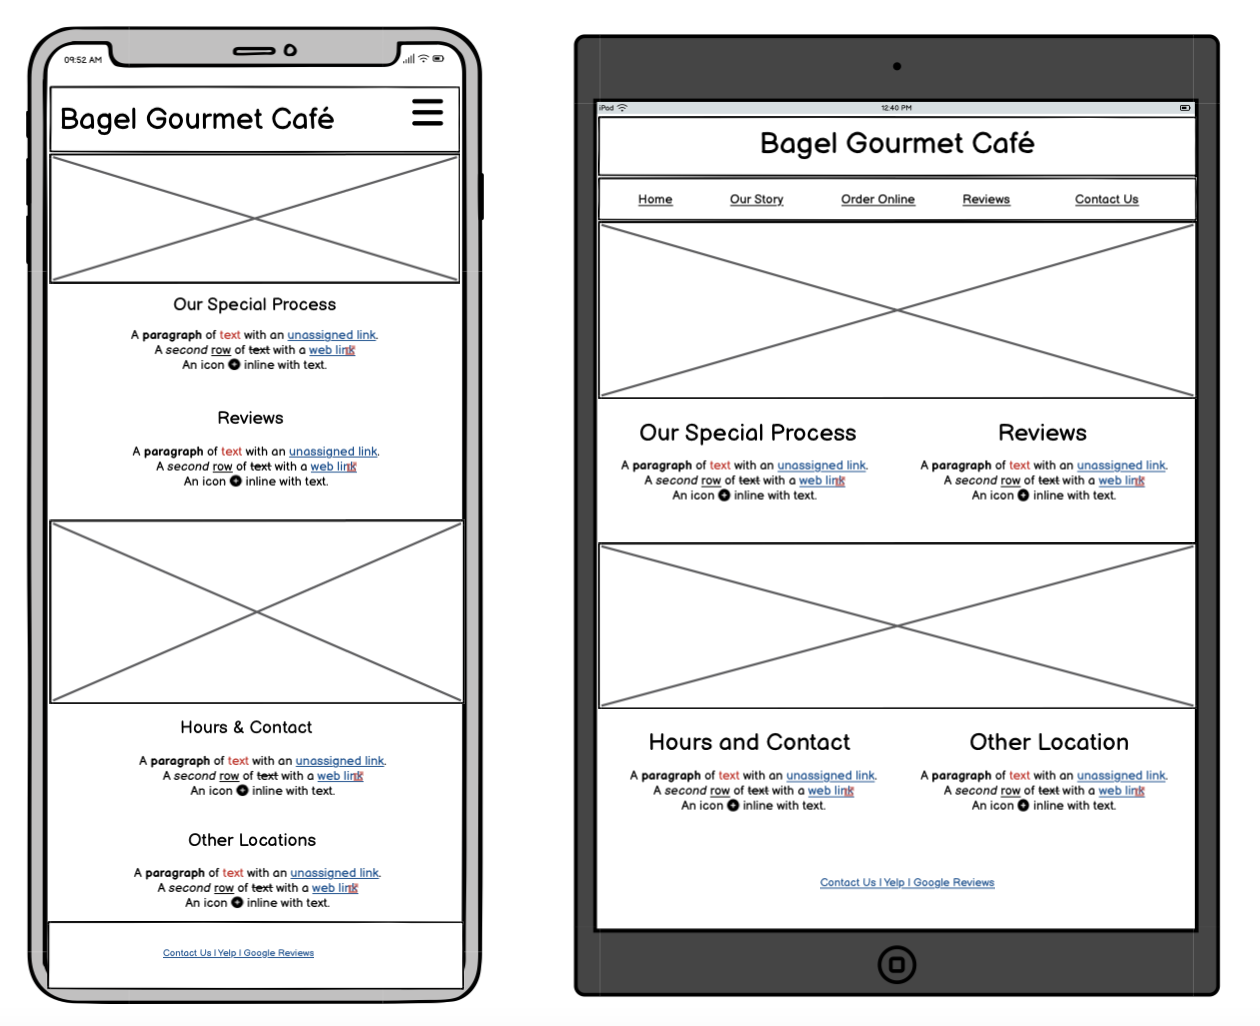 09:52 AM
Bagel Gourmet Café
Our Special Process
A paragraph of text with an unassigned link.
A second row of text with a web link
An icon inline with text.
Reviews
A paragraph of text with an unassigned link.
A second row of text with a web link
An icon inline with text.
Hours & Contact
A paragraph of text with an unassigned link.
A second row of text with a web link
An icon inline with text.
Other Locations
A paragraph of text with an unassigned link.
A second row of text with a web link
An icon inline with text.
Contact Us | Yelp | Google Reviews
iPad
12:40 PM
Bagel Gourmet Café
Home Our Story Order Online Reviews Contact Us
Our Special Process
A paragraph of text with an unassigned link.
A second row of text with a web link
An icon inline with text.
Reviews
A paragraph of text with an unassigned link.
A second row of text with a web link
An icon inline with text.
Hours and Contact
A paragraph of text with an unassigned link.
A second row of text with a web link
An icon inline with text.
Other Location
A paragraph of text with an unassigned link.
A second row of text with a web link
An icon inline with text.
Contact Us | Yelp | Google Reviews